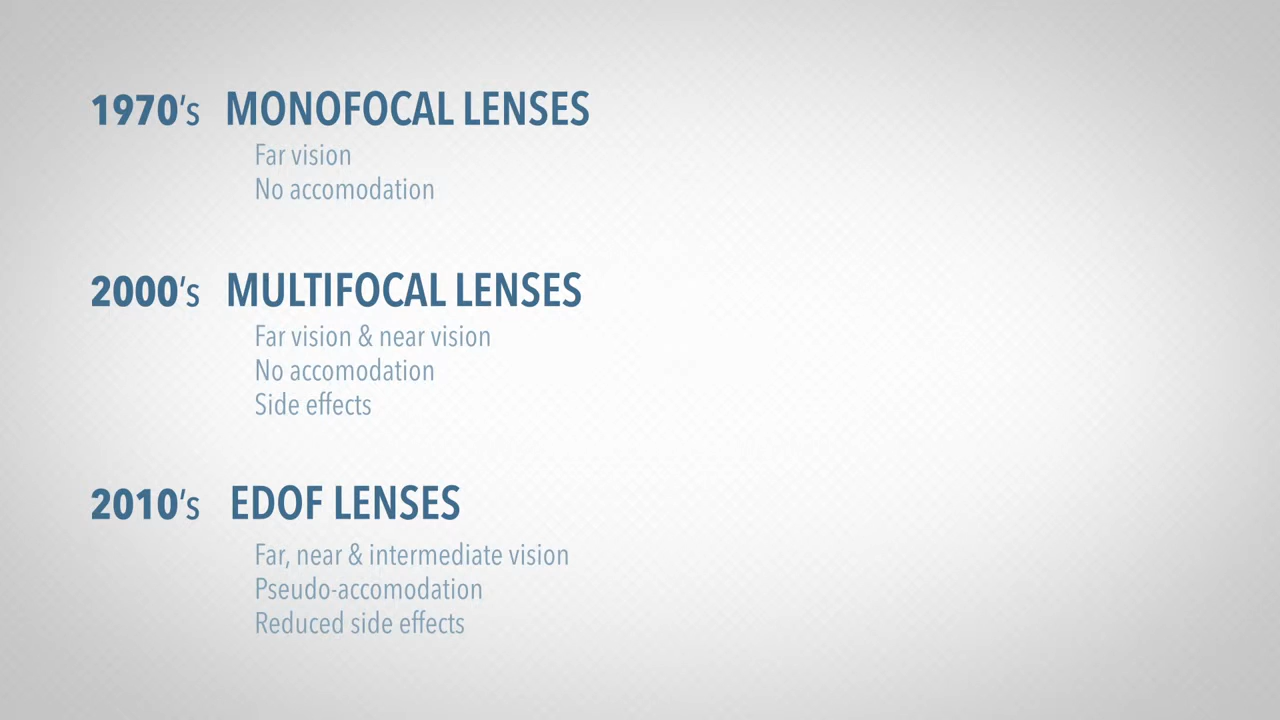 1970's MONOFOCAL LENSES
Far vision
No accomodation
2000's MULTIFOCAL LENSES
Far vision & near vision
No accomodation
Side effects
2010's EDOF LENSES
Far, near & intermediate vision
Pseudo-accomodation
Reduced side effects